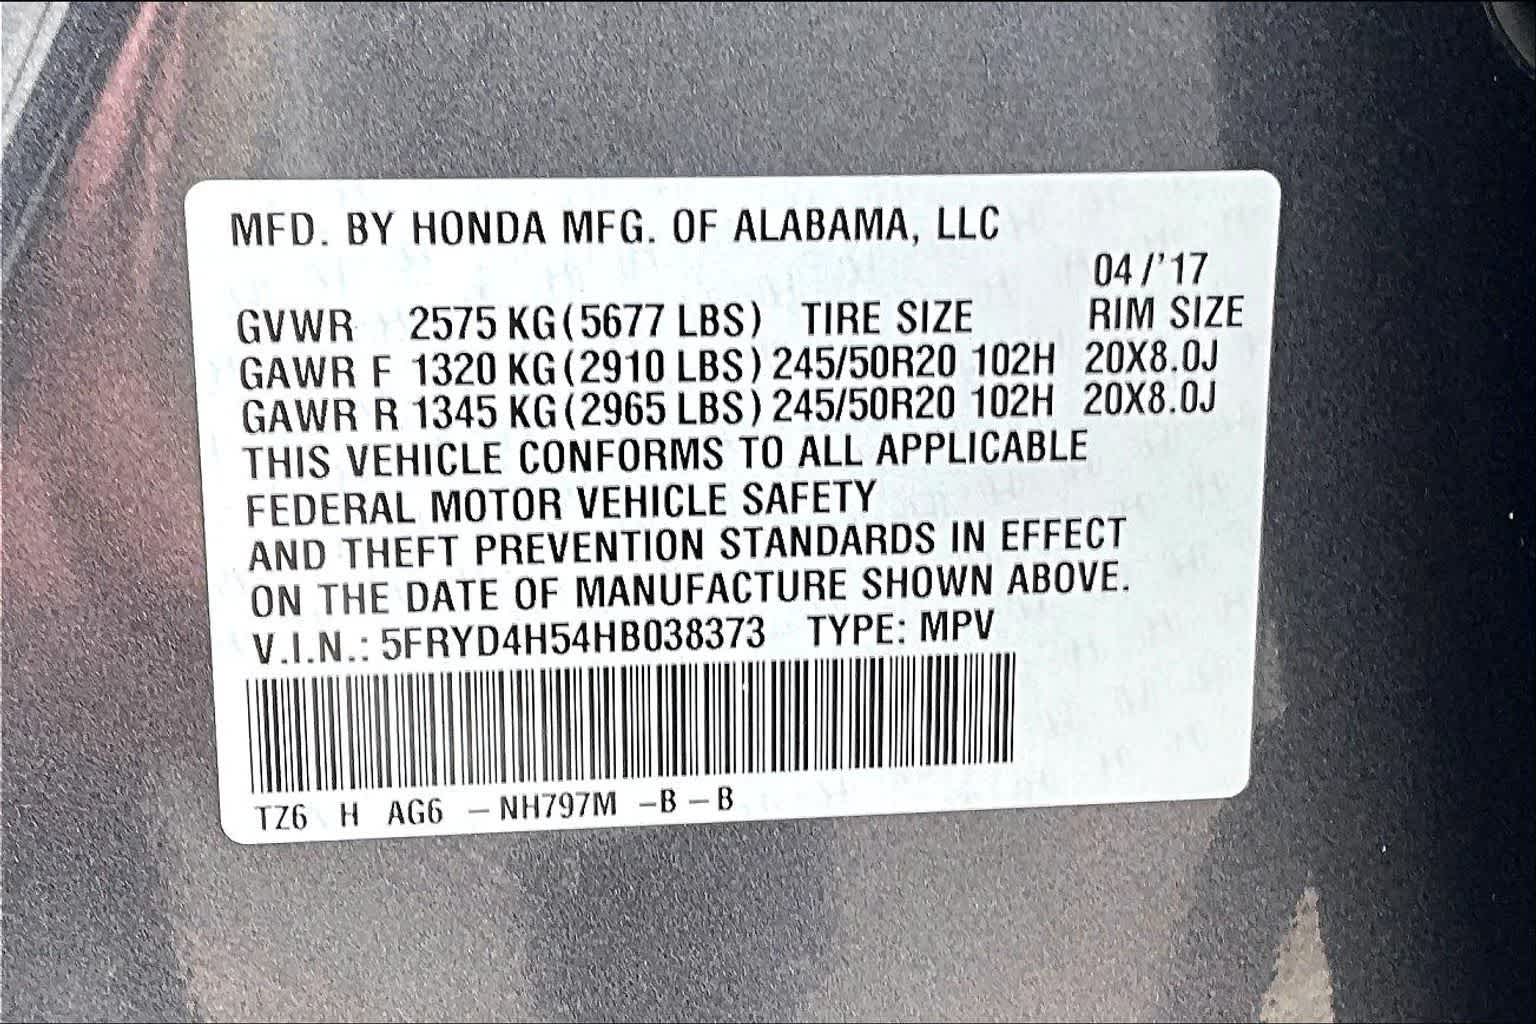 MFD. BY HONDA MFG. OF ALABAMA, LLC
04/'17
GVWR 2575 KG (5677 LBS) TIRE SIZE RIM SIZE
GAWR F 1320 KG (2910 LBS) 245/50R20 102H 20X8.0J
GAWR R 1345 KG (2965 LBS) 245/50R20 102H 20X8.0J
THIS VEHICLE CONFORMS TO ALL APPLICABLE
FEDERAL MOTOR VEHICLE SAFETY
AND THEFT PREVENTION STANDARDS IN EFFECT
ON THE DATE OF MANUFACTURE SHOWN ABOVE.
V.I.N.: 5FRYD4H54HB038373 TYPE: MPV
TZ6 H AG6 -NH797M -B-B